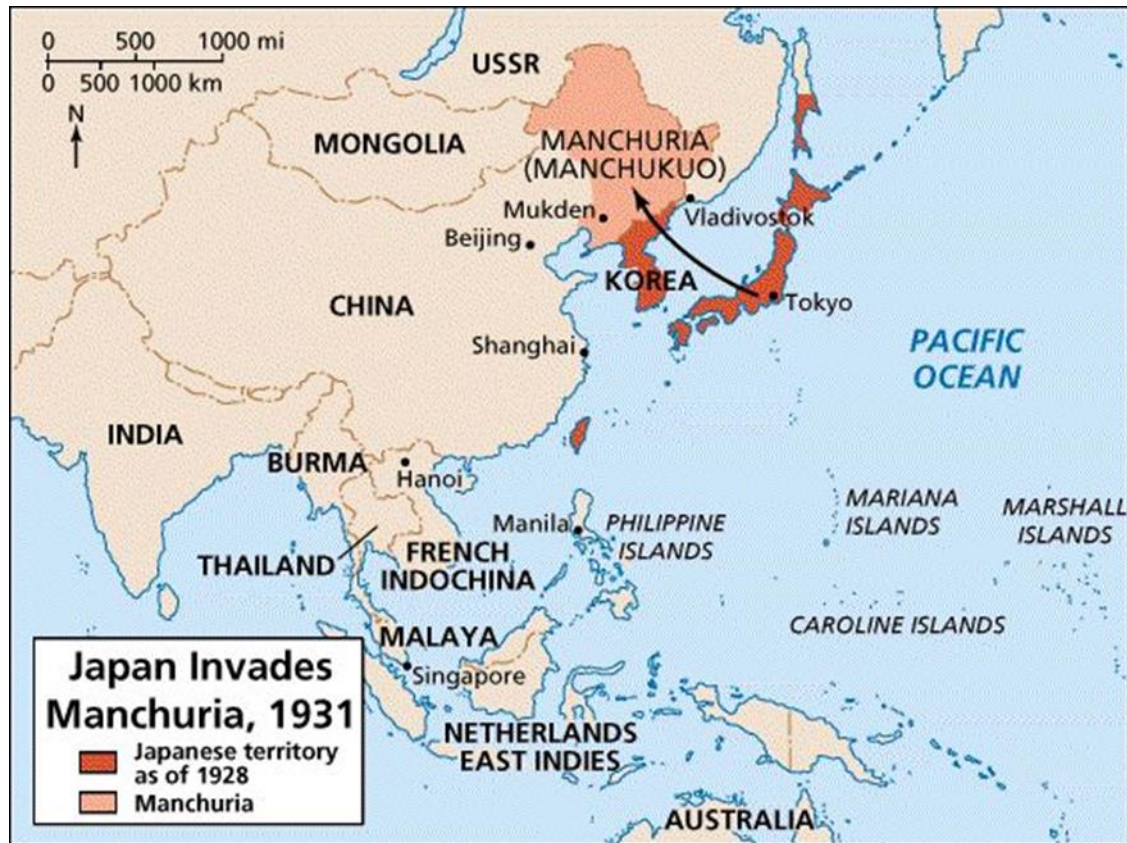 0 500 1000 mi
0 500 1000 km
N
USSR
MONGOLIA
MANCHURIA
(MANCHUKUO)
Mukden
Vladivostok
Beijing
KOREA
CHINA
Tokyo
Shanghai
PACIFIC
OCEAN
INDIA
BURMA
Hanoi
MARIANA
ISLANDS
MARSHALL
ISLANDS
Manila
PHILIPPINE
ISLANDS
THAILAND
FRENCH
INDOCHINA
CAROLINE ISLANDS
MALAYA
Singapore
NETHERLANDS
EAST INDIES
AUSTRALIA
Japan Invades
Manchuria, 1931
Japanese territory
as of 1928
Manchuria